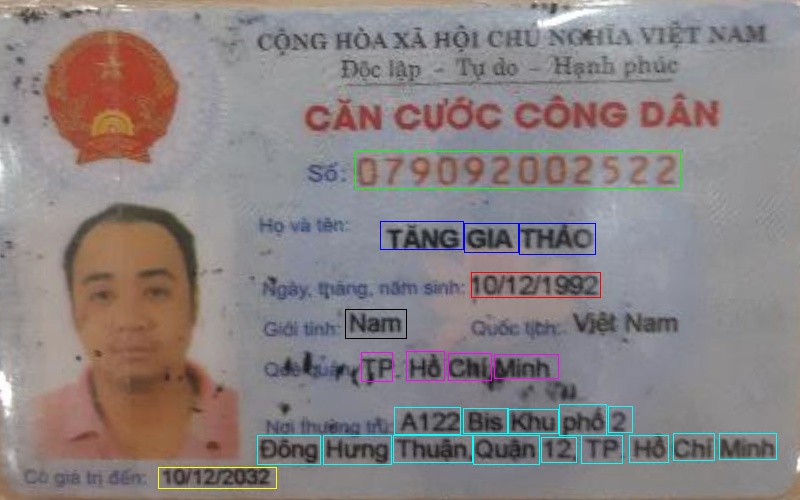 CỘNG HÒA XÃ HỘI CHỦ NGHĨA VIỆT NAM
Độc lập - Tự do - Hạnh phúc
CĂN CƯỚC CÔNG DÂN
Số: 079092002522
Họ và tên: TĂNG GIA THẢO
Ngày, tháng, năm sinh: 10/12/1992
Giới tính: Nam Quốc tịch: Việt Nam
Quê quán: TP. Hồ Chí Minh
Nơi thường trú: A122 Bis Khu phố 2
Đông Hưng Thuận, Quận 12, TP. Hồ Chí Minh
Có giá trị đến: 10/12/2032